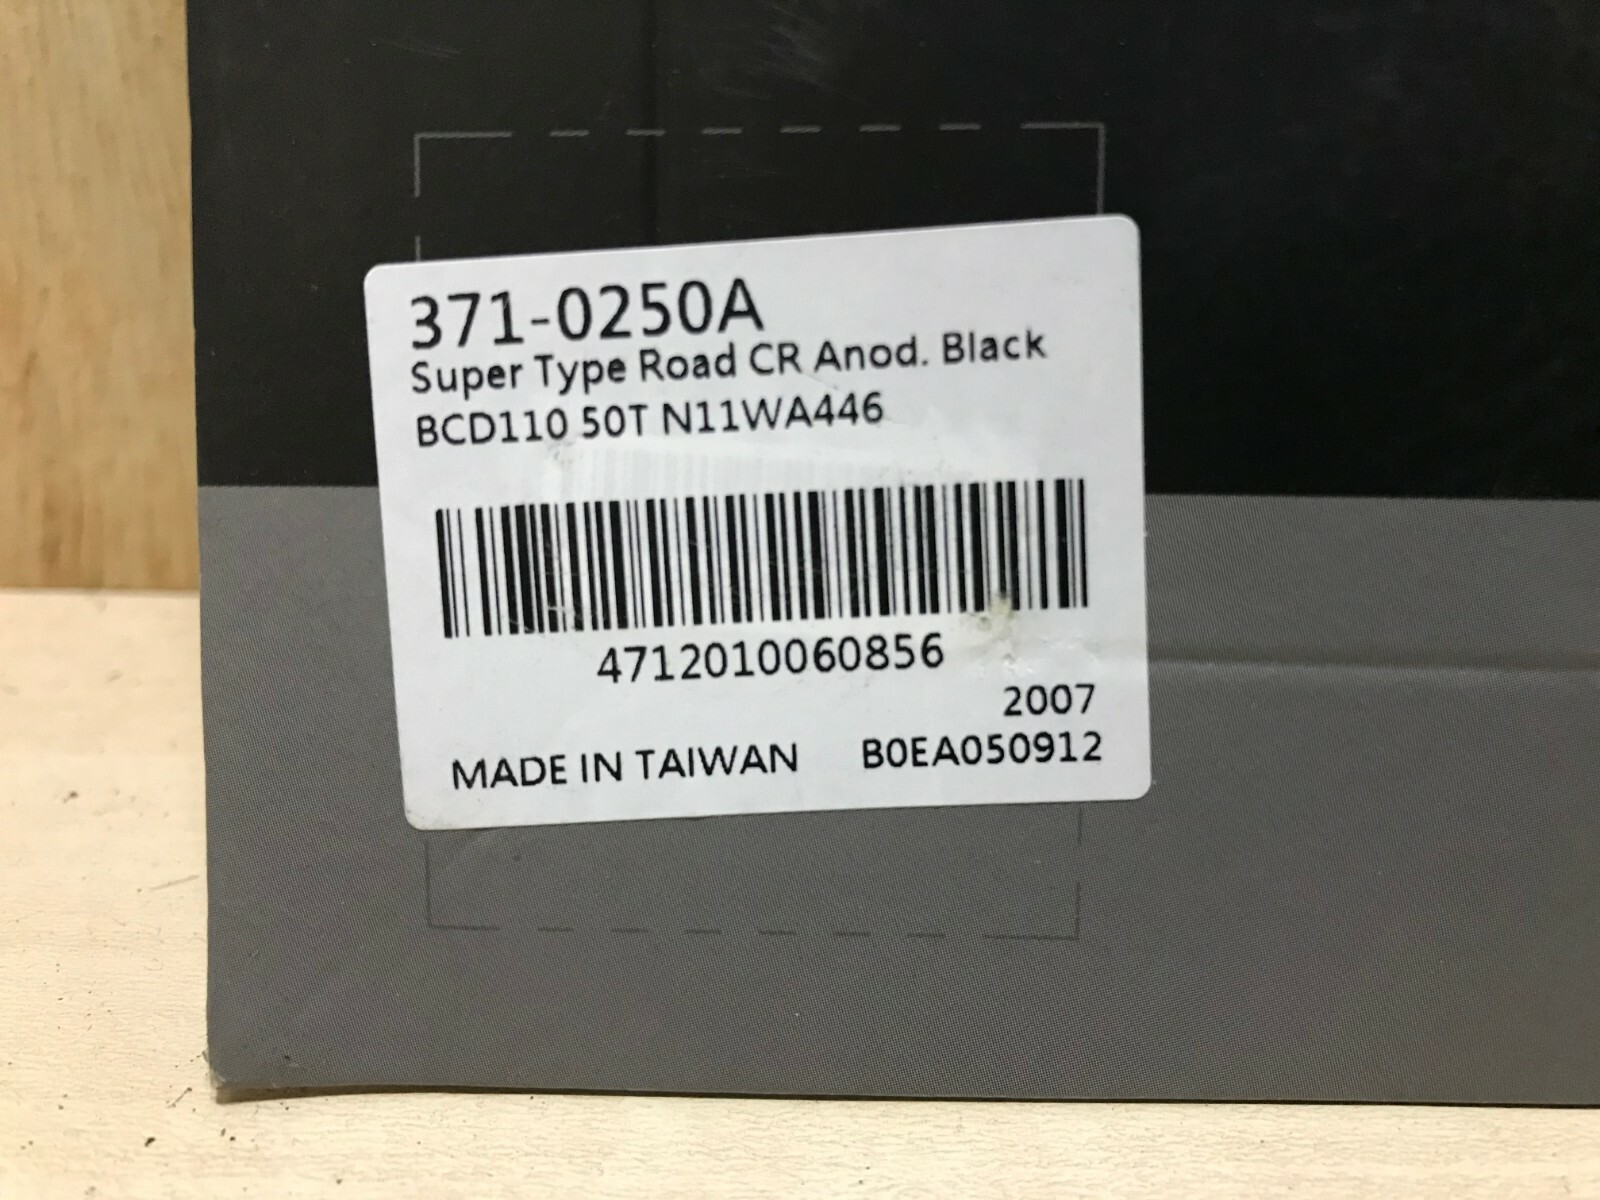 371-0250A
Super Type Road CR Anod. Black
BCD110 50T N11WA446
4712010060856
2007
MADE IN TAIWAN B0EA050912